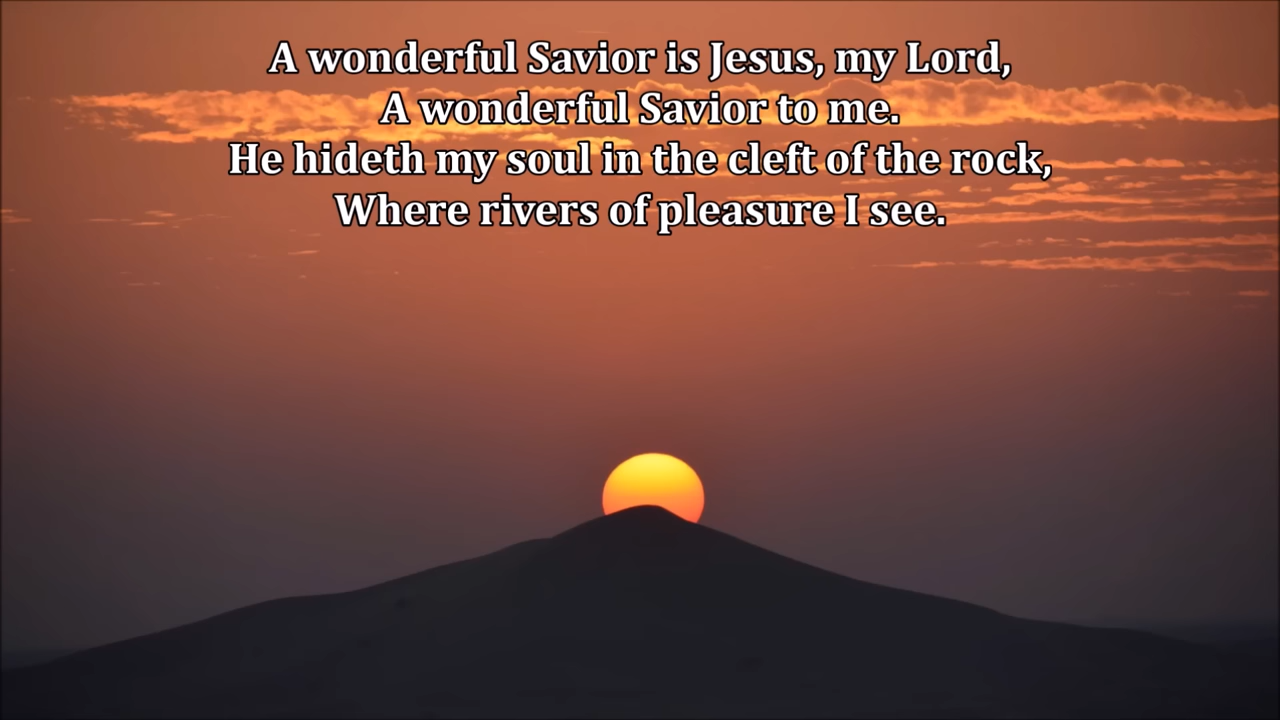 A wonderful Savior is Jesus, my Lord,
A wonderful Savior to me.
He hideth my soul in the cleft of the rock,
Where rivers of pleasure I see.